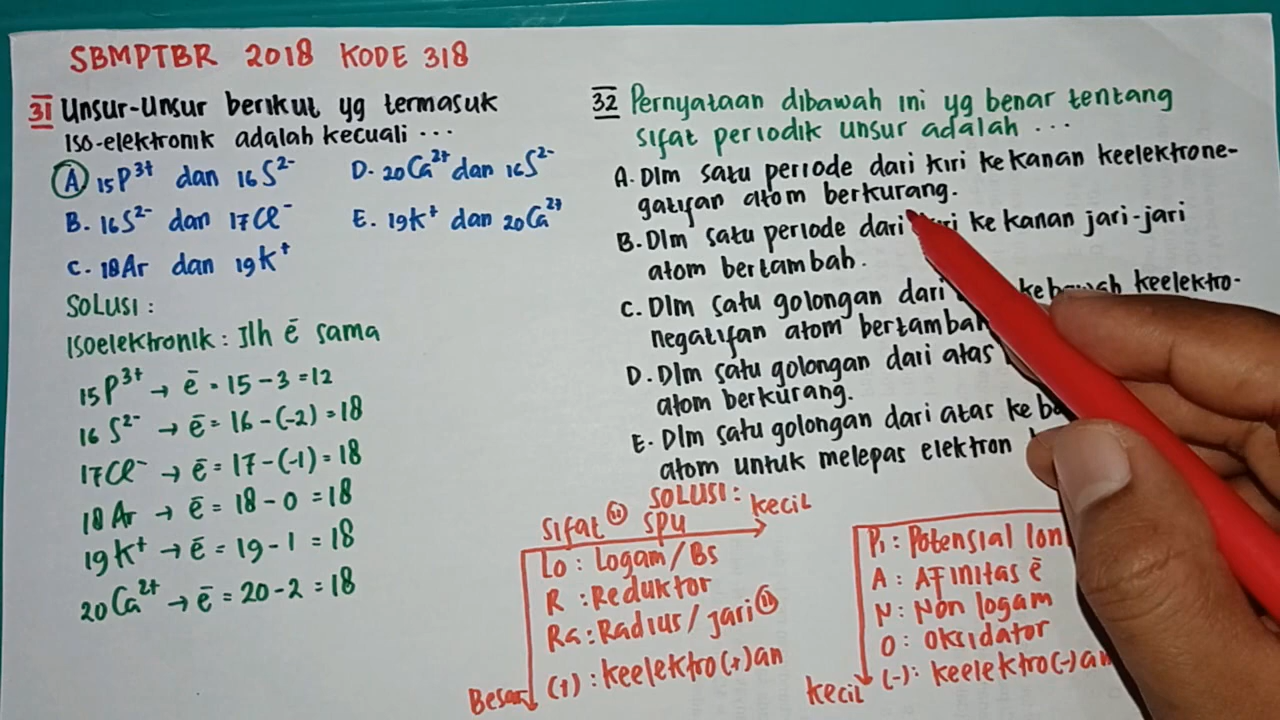 SBMPTBR 2018 KODE 318
31 Unsur-Unsur berikut yg termasuk
Iso-elektronik adalah kecuali ...
A. 15P³⁺ dan 16S²⁻
B. 16S²⁻ dan 17Cl⁻
C. 18Ar dan 19K⁺
D. 20Ca²⁺ dan 16S²⁻
E. 19K⁺ dan 20Ca²⁺
SOLUSI :
Isoelektronik : Jlh ē sama
15P³⁺ → ē = 15 - 3 = 12
16S²⁻ → ē = 16 - (-2) = 18
17Cl⁻ → ē = 17 - (-1) = 18
18Ar → ē = 18 - 0 = 18
19K⁺ → ē = 19 - 1 = 18
20Ca²⁺ → ē = 20 - 2 = 18
32 Pernyataan dibawah ini yg benar tentang
sifat periodik unsur adalah ...
A. Dlm satu periode dari kiri ke kanan keelektrone-
gatifan atom berkurang.
B. Dlm satu periode dari ke kanan jari-jari
atom bertambah.
C. Dlm satu golongan dari kebawah keelektro-
negatifan atom bertambah
D. Dlm satu golongan dari atas
atom berkurang.
E. Dlm satu golongan dari atas ke
atom untuk melepas elektron
SOLUSI :
Sifat⁽²⁾ SPU
kecil
Lo : Logam/Bs
R : Reduktor
Ra : Radius/jari⁽²⁾
(+) : keelektro(+)an
Besar
Pi : Potensial Ion
A : Afinitas ē
N : Non logam
O : Oksidator
(-) : keelektro(-)an
kecil